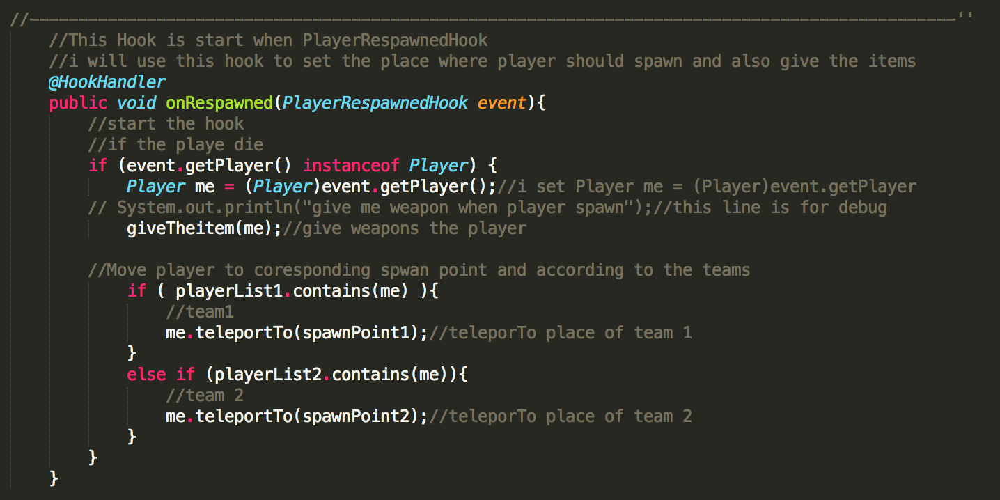 //———————————————————————————————————————————————————————————————————————————————————————————————''
//This Hook is start when PlayerRespawnedHook
//i will use this hook to set the place where player should spawn and also give the items
@HookHandler
public void onRespawned(PlayerRespawnedHook event){
//start the hook
//if the playe die
if (event.getPlayer() instanceof Player) {
Player me = (Player)event.getPlayer();//i set Player me = (Player)event.getPlayer
// System.out.println("give me weapon when player spawn");//this line is for debug
giveTheitem(me);//give weapons the player
//Move player to coresponding spwan point and according to the teams
if ( playerList1.contains(me) ){
//team1
me.teleportTo(spawnPoint1);//teleporTo place of team 1
}
else if (playerList2.contains(me)){
//team 2
me.teleportTo(spawnPoint2);//teleporTo place of team 2
}
}
}